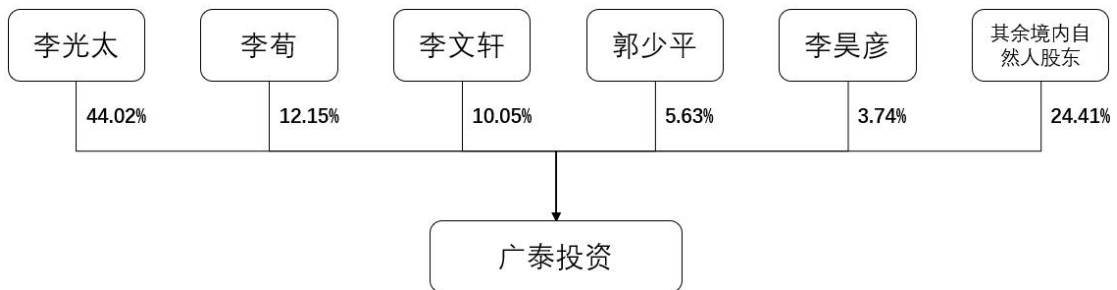 李光太
李荀
李文轩
郭少平
李昊彦
其余境内自
然人股东
44.02%
12.15%
10.05%
5.63%
3.74%
24.41%
广泰投资